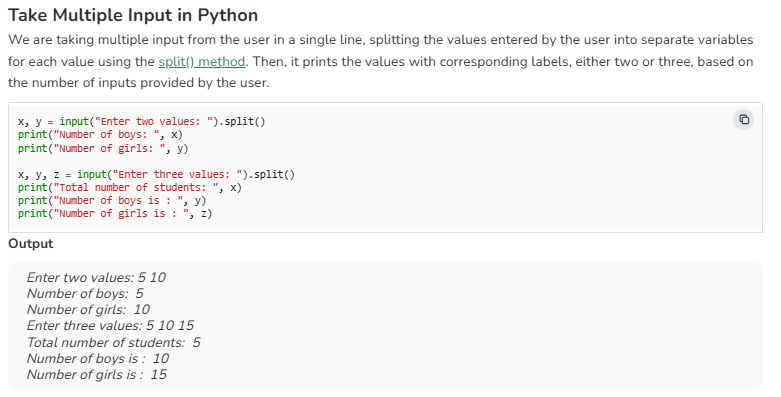 Take Multiple Input in Python
We are taking multiple input from the user in a single line, splitting the values entered by the user into separate variables
for each value using the split() method. Then, it prints the values with corresponding labels, either two or three, based on
the number of inputs provided by the user.
x, y = input("Enter two values: ").split()
print("Number of boys: ", x)
print("Number of girls: ", y)
x, y, z = input("Enter three values: ").split()
print("Total number of students: ", x)
print("Number of boys is : ", y)
print("Number of girls is : ", z)
Output
Enter two values: 5 10
Number of boys:  5
Number of girls:  10
Enter three values: 5 10 15
Total number of students:  5
Number of boys is :  10
Number of girls is :  15